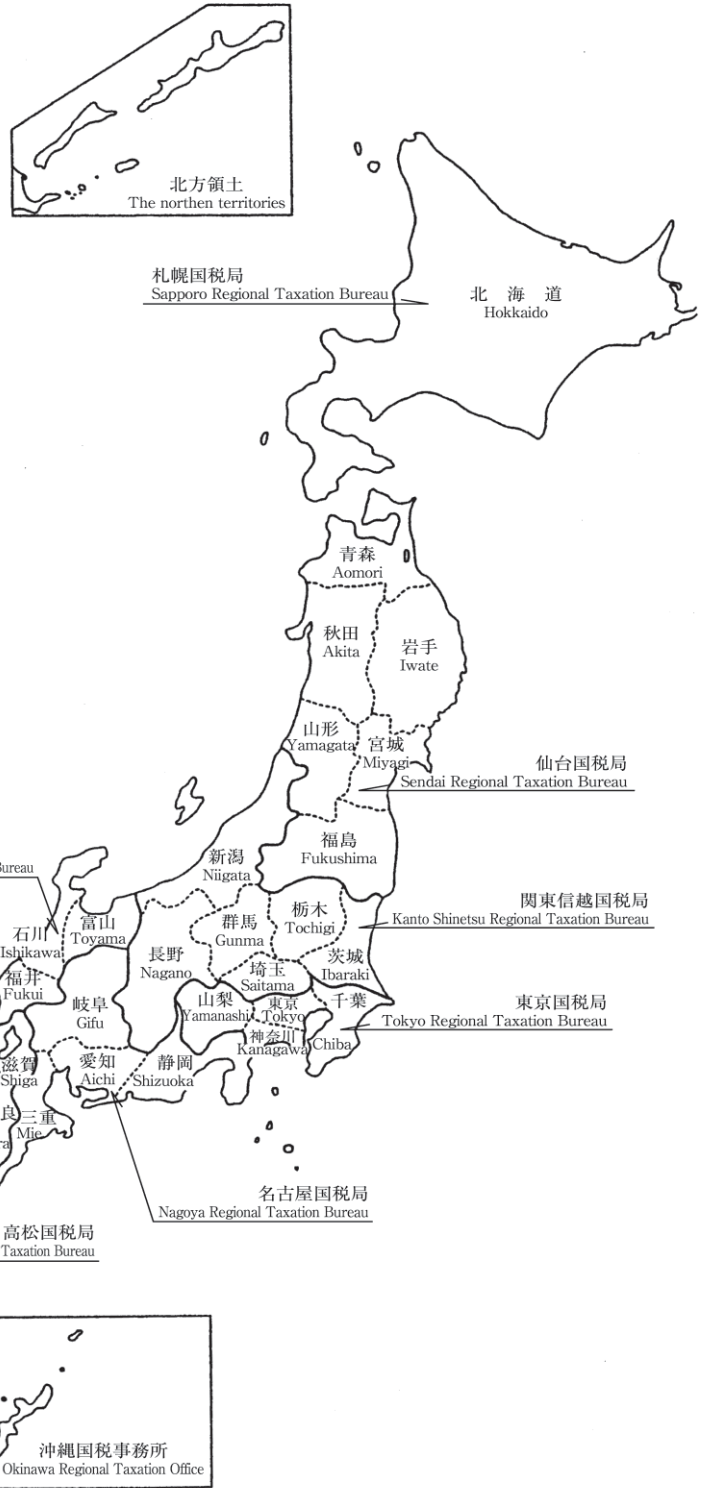 北方領土
The northen territories
札幌国税局
Sapporo Regional Taxation Bureau
北海道
Hokkaido
青森
Aomori
秋田
Akita
岩手
Iwate
山形
Yamagata
宮城
Miyagi
仙台国税局
Sendai Regional Taxation Bureau
福島
Fukushima
新潟
Niigata
Bureau
関東信越国税局
Kanto Shinetsu Regional Taxation Bureau
栃木
Tochigi
群馬
Gunma
茨城
Ibaraki
石川
Ishikawa
富山
Toyama
長野
Nagano
埼玉
Saitama
福井
Fukui
岐阜
Gifu
山梨
Yamanashi
東京
Tokyo
千葉
Chiba
東京国税局
Tokyo Regional Taxation Bureau
神奈川
Kanagawa
滋賀
Shiga
愛知
Aichi
静岡
Shizuoka
良
ra
三重
Mie
名古屋国税局
Nagoya Regional Taxation Bureau
高松国税局
Taxation Bureau
沖縄国税事務所
Okinawa Regional Taxation Office